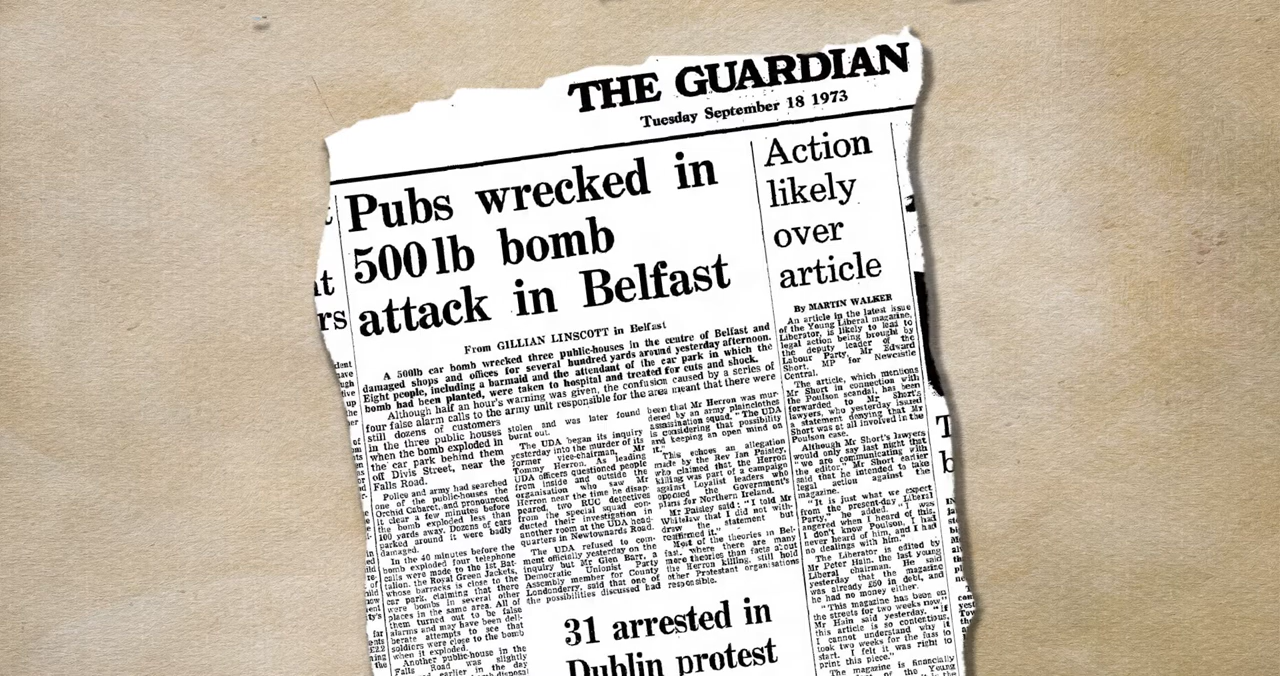 THE GUARDIAN
Tuesday September 18 1973
Pubs wrecked in
500lb bomb
attack in Belfast
From GILLIAN LINSCOTT in Belfast
A 500lb car bomb wrecked three public-houses in the centre of Belfast and
damaged shops and offices for several hundred yards around yesterday afternoon.
Eight people, including a barmaid and the attendant of the car park in which the
bomb had been planted, were taken to hospital and treated for cuts and shock.
Although half an hour's warning was given, the confusion caused by a series of
four false alarm calls to the army unit responsible for the area meant that there were
still dozens of customers
in the three public houses
when the bomb exploded in
the car park behind them
off Divis Street, near the
Falls Road.
Police and army had searched
one of the public-houses the
Orchid Cabaret, and pronounced
it clear a few minutes before
the bomb exploded less than
100 yards away. Dozens of cars
parked around it were badly
damaged.
In the 40 minutes before the
bomb exploded four telephone
calls were made to the 1st Bat-
talion, the Royal Green Jackets,
whose barracks is close to the
car park, claiming that there
were bombs in several other
places in the same area. All of
them turned out to be false
alarms and may have been deli-
berate attempts to see that
soldiers were close to the bomb
when it exploded.
Another public-house in the
Falls Road was slightly
earlier in the day
stolen and was later found
burnt out.
The UDA began its inquiry
yesterday into the murder of its
former vice-chairman, Mr
Tommy Herron. As leading
UDA officers questioned people
from inside and outside the
organisation who saw Mr
Herron near the time he disap-
peared, two RUC detectives
from the special squad con-
ducted their investigation in
another room at the UDA head-
quarters in Newtownards Road.
The UDA refused to com-
ment officially yesterday on the
inquiry but Mr Glen Barr, a
Democratic Unionist Party
Assembly member for County
Londonderry, said that one of
the possibilities discussed had
been that Mr Herron was mur-
dered by an army plainclothes
assassination squad. "The UDA
is considering that possibility
and keeping an open mind on
it."
This echoes an allegation
made by the Rev Ian Paisley,
who claimed that the Herron
killing was part of a campaign
against Loyalist leaders who
opposed the Government's
plans for Northern Ireland.
Mr Paisley said: "I told Mr
Whitelaw that I did not with-
draw the statement but
reaffirmed it."
Most of the theories in Bel-
fast, where there are many
more theories than facts about
the Herron killing, still hold
other Protestant organisations
responsible.
31 arrested in
Dublin protest
Action
likely
over
article
By MARTIN WALKER
An article in the latest issue
of the Young Liberal magazine,
Liberator, is likely to lead to
legal action being brought by
the deputy leader of the
Labour Party, Mr Edward
Short, MP for Newcastle
Central.
The article, which mentions
Mr Short in connection with
the Poulson scandal, has been
forwarded to Mr Short's
lawyers, who yesterday issued
a statement denying that Mr
Short was at all involved in the
Poulson case.
Although Mr Short's lawyers
would only say last night that
"we are communicating with
the editor," Mr Short earlier
said that he intended to take
legal action against the
magazine.
"It is just what we expect
from the present-day Liberal
Party," he added. "I was
angered when I heard of this.
I don't know Poulson, I had
never heard of him, and I had
no dealings with him."
The Liberator is edited by
Mr Peter Hain, the last young
Liberal chairman. He said
yesterday that the magazine
was already £50 in debt, and
he had no money either.
"This magazine has been on
the streets for two weeks now,"
Mr Hain said yesterday. "If
this article is so contentious,
I cannot understand why it
took two weeks for the fuss to
start. I felt it was right to
print this piece."
The magazine is financially
of the Young